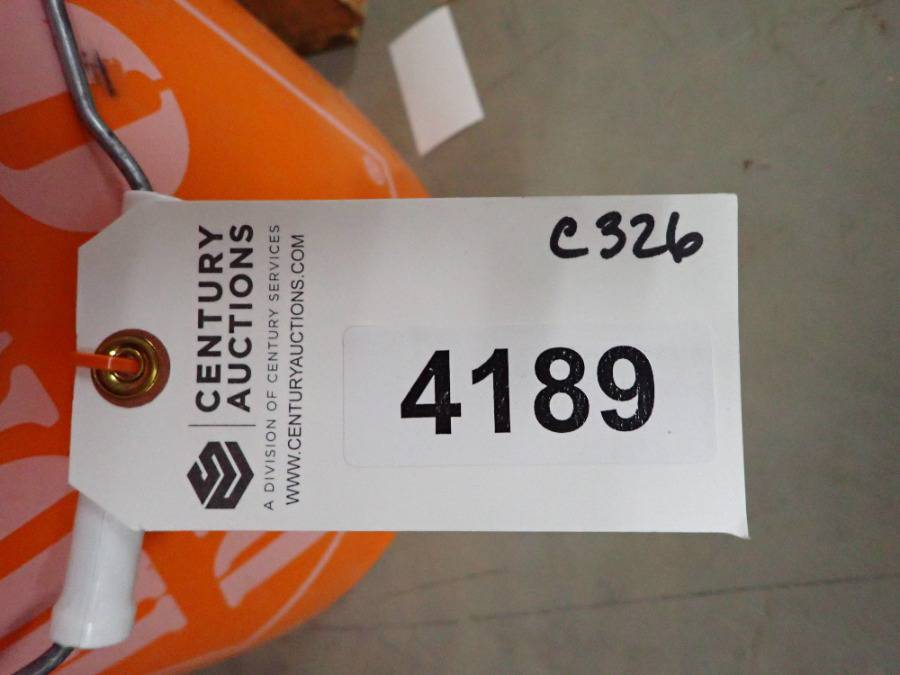 C326
CENTURY
AUCTIONS
A DIVISION OF CENTURY SERVICES
WWW.CENTURYAUCTIONS.COM
4189